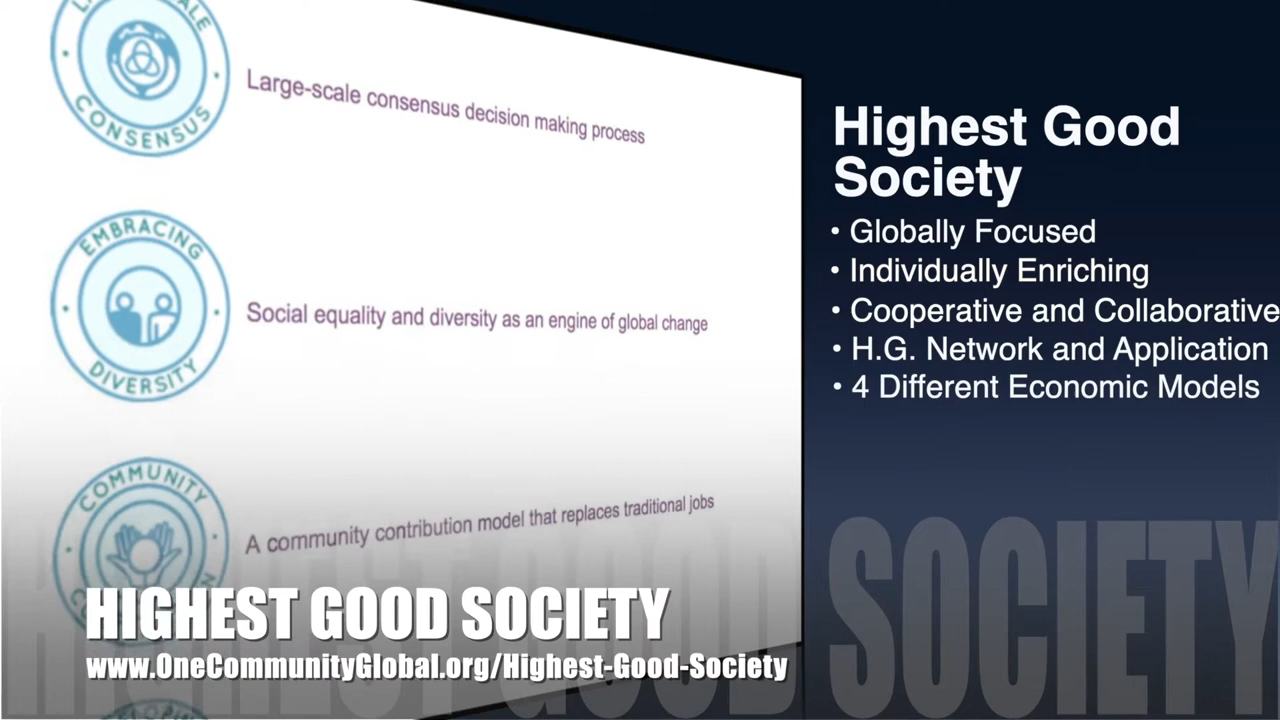 CONSENSUS
Large-scale consensus decision making process
EMBRACING
DIVERSITY
Social equality and diversity as an engine of global change
COMMUNITY
A community contribution model that replaces traditional jobs
Highest Good
Society
• Globally Focused
• Individually Enriching
• Cooperative and Collaborative
• H.G. Network and Application
• 4 Different Economic Models
HIGHEST GOOD SOCIETY
HIGHEST GOOD SOCIETY
www.OneCommunityGlobal.org/Highest-Good-Society